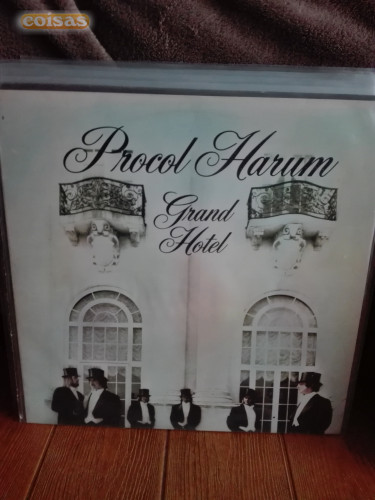 coisas
Procol Harum
Grand
Hotel